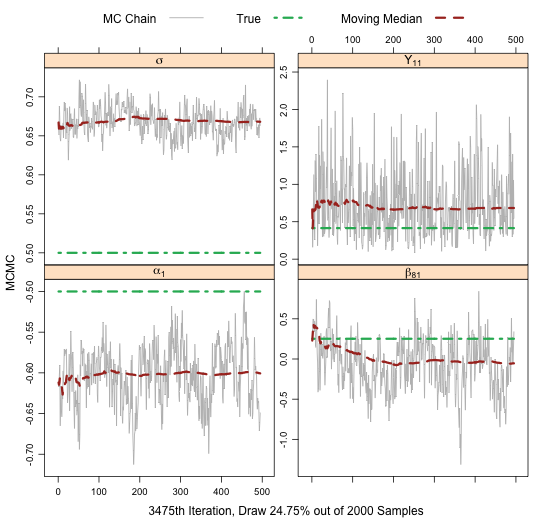 MC Chain True Moving Median
0 100 200 300 400 500
σ ϒ11
0.50 0.55 0.60 0.65 0.70
0.0 0.5 1.0 1.5 2.0 2.5
MCMC
α1 β81
-0.70 -0.65 -0.60 -0.55 -0.50
-1.0 -0.5 0.0 0.5
0 100 200 300 400 500
3475th Iteration, Draw 24.75% out of 2000 Samples